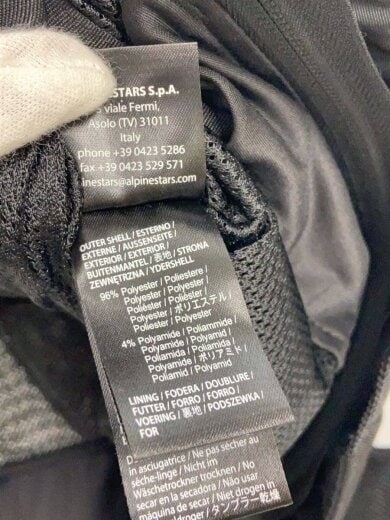 ESTARS S.p.A.
viale Fermi,
Asolo (TV) 31011
Italy
phone +39 0423 5286
fax +39 0423 529 571
inestars@alpinestars.com
OUTER SHELL / ESTERNO /
EXTERNE / AUSSENSEITE /
EXTERIOR / EXTERIOR /
BUITENMANTEL / 表地 / STRONA
ZEWNĘTRZNA / YDERSHELL
96% Polyester / Poliestere /
Polyester / Polyester /
Poliéster / Poliester /
Polyester / ポリエステル /
Poliester / Polyester
4% Polyamide / Poliammide /
Polyamide / Polyamid /
Poliamida / Poliamida /
Polyamide / ポリアミド /
Poliamid / Polyamid
LINING / FODERA / DOUBLURE /
FUTTER / FORRO / FORRO /
VOERING / 裏地 / PODSZEWKA /
FOR
in asciugatrice / Ne pas sécher au
sèche-linge / Nicht im
Wäschetrockner trocknen / No
secar en la secadora / Não usar
máquina / Niet drogen in
droger / タンブラー乾燥